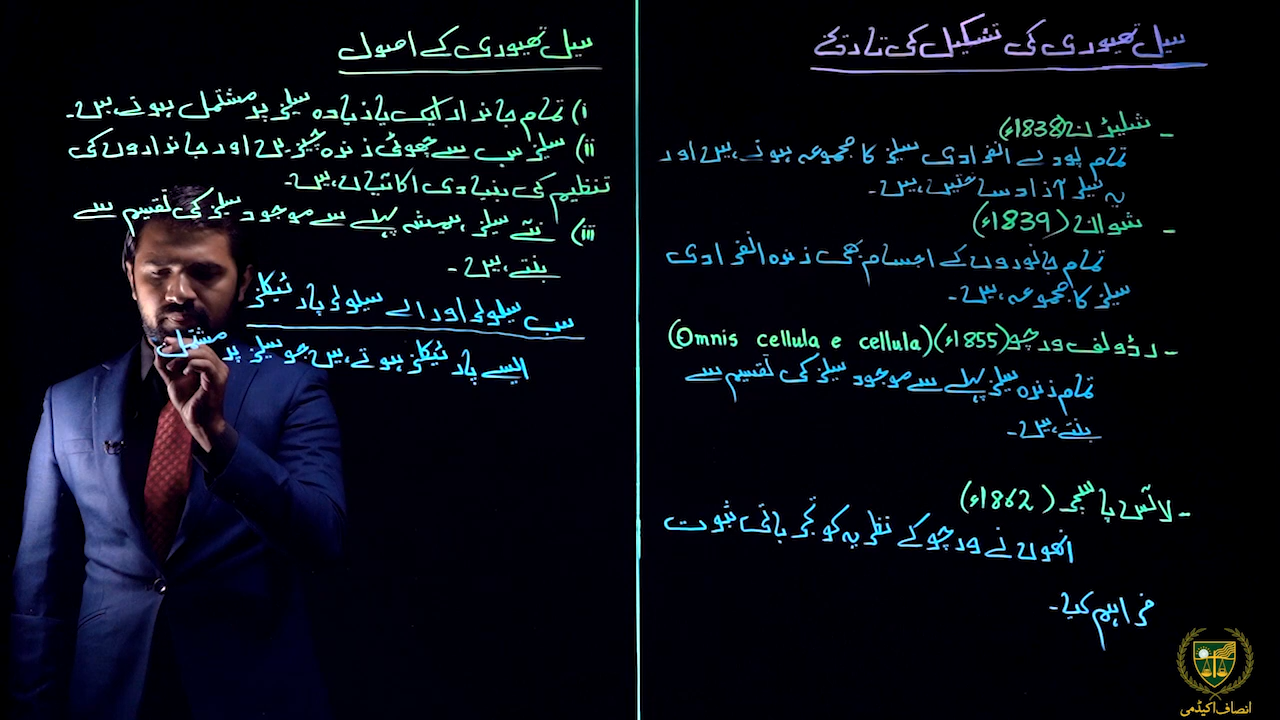 سیل تھیوری کی تشکیل کی تاریخ
- شلیڈن (1838ء)
تمام پودے انفرادی سیلز کا مجموعہ ہوتے ہیں اور
یہ سیلز آزاد ساختیں ہیں۔
- شوان (1839ء)
تمام جانوروں کے اجسام بھی زندہ انفرادی
سیلز کا مجموعہ ہیں۔
- رڈولف ورچو (1855ء) (Omnis cellula e cellula)
تمام زندہ سیلز پہلے سے موجود سیلز کی تقسیم سے
بنتے ہیں۔
- لائس پاسچر (1862ء)
انھوں نے ورچو کے نظریہ کو تجرباتی ثبوت
فراہم کیا۔
سیل تھیوری کے اصول
i) تمام جاندار ایک یا زیادہ سیلز پر مشتمل ہوتے ہیں۔
ii) سیلز سب سے چھوٹی زندہ چیزیں اور جانداروں کی
تنظیم کی بنیادی اکائیاں ہیں۔
iii) نئے سیلز ہمیشہ پہلے سے موجود سیلز کی تقسیم سے
بنتے ہیں۔
سب سیلولر اور اے سیلولر پارٹیکلز
ایسے پارٹیکلز ہوتے ہیں جو سیلز پر مشتمل
انصاف اکیڈمی